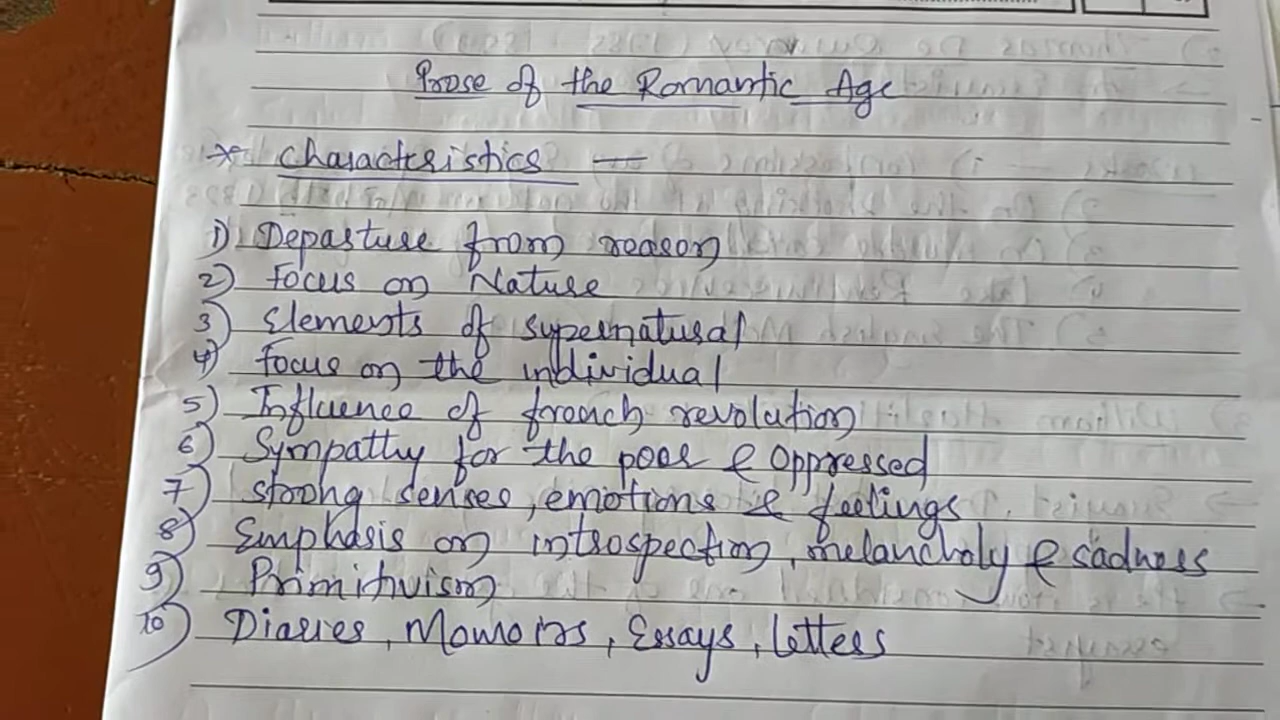 Prose of the Romantic Age
* Characteristics —
1) Departure from reason
2) Focus on Nature
3) Elements of supernatural
4) focus on the individual
5) Influence of french revolution
6) Sympatthy for the poor & Oppressed
7) strong senses, emotions & feelings
8) Emphasis on introspection, melancholy & sadness
9) Primitivism
10) Diaries, Momoirs, Essays, letters